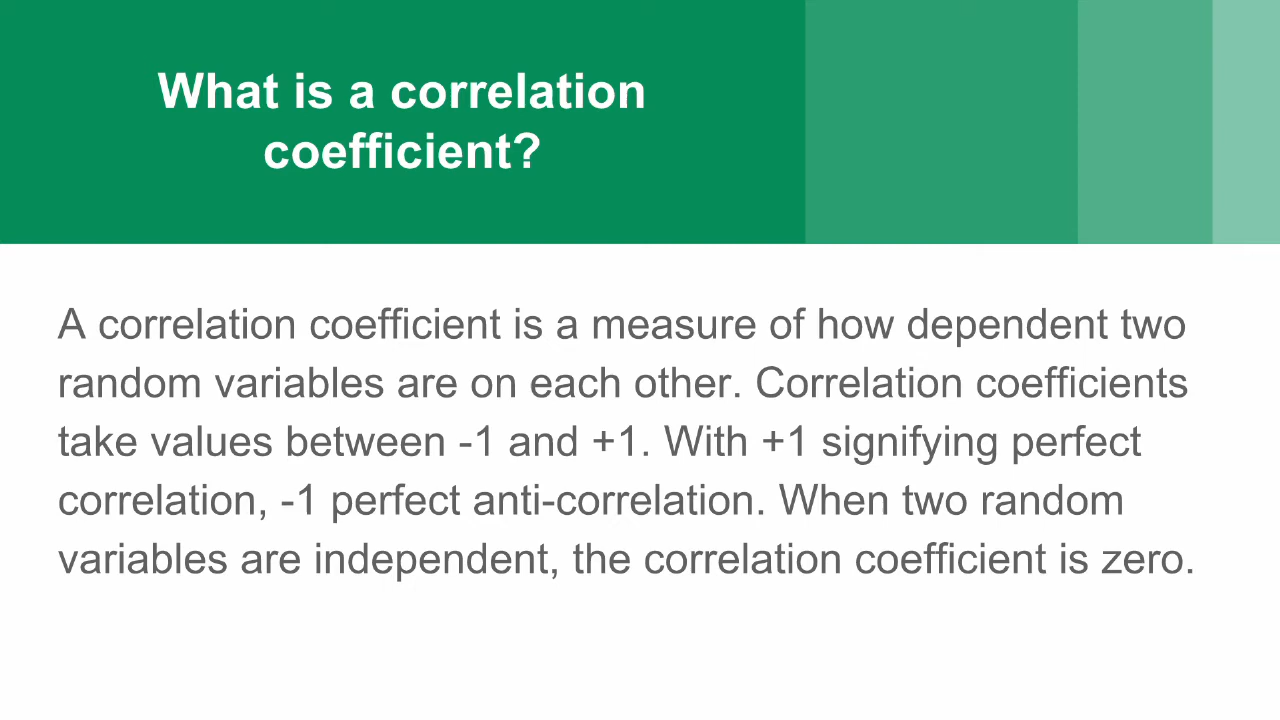 What is a correlation
coefficient?
A correlation coefficient is a measure of how dependent two
random variables are on each other. Correlation coefficients
take values between -1 and +1. With +1 signifying perfect
correlation, -1 perfect anti-correlation. When two random
variables are independent, the correlation coefficient is zero.